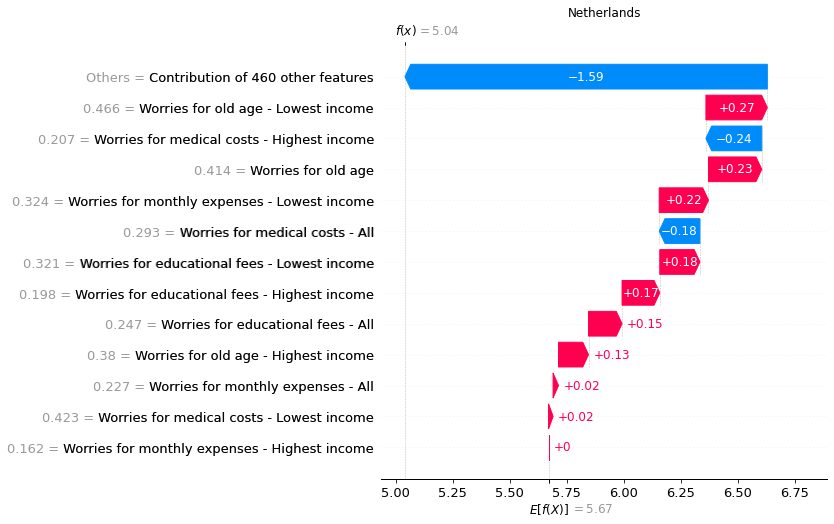 Netherlands
f(x) = 5.04
Others = Contribution of 460 other features −1.59
0.466 = Worries for old age - Lowest income +0.27
0.207 = Worries for medical costs - Highest income −0.24
0.414 = Worries for old age +0.23
0.324 = Worries for monthly expenses - Lowest income +0.22
0.293 = Worries for medical costs - All −0.18
0.321 = Worries for educational fees - Lowest income +0.18
0.198 = Worries for educational fees - Highest income +0.17
0.247 = Worries for educational fees - All +0.15
0.38 = Worries for old age - Highest income +0.13
0.227 = Worries for monthly expenses - All +0.02
0.423 = Worries for medical costs - Lowest income +0.02
0.162 = Worries for monthly expenses - Highest income +0
5.00 5.25 5.50 5.75 6.00 6.25 6.50 6.75
E[f(X)] = 5.67